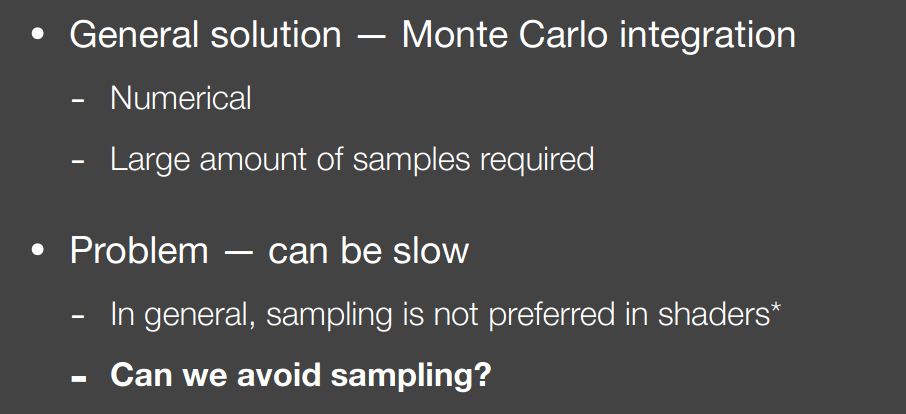 • General solution — Monte Carlo integration
- Numerical
- Large amount of samples required
• Problem — can be slow
- In general, sampling is not preferred in shaders*
- Can we avoid sampling?